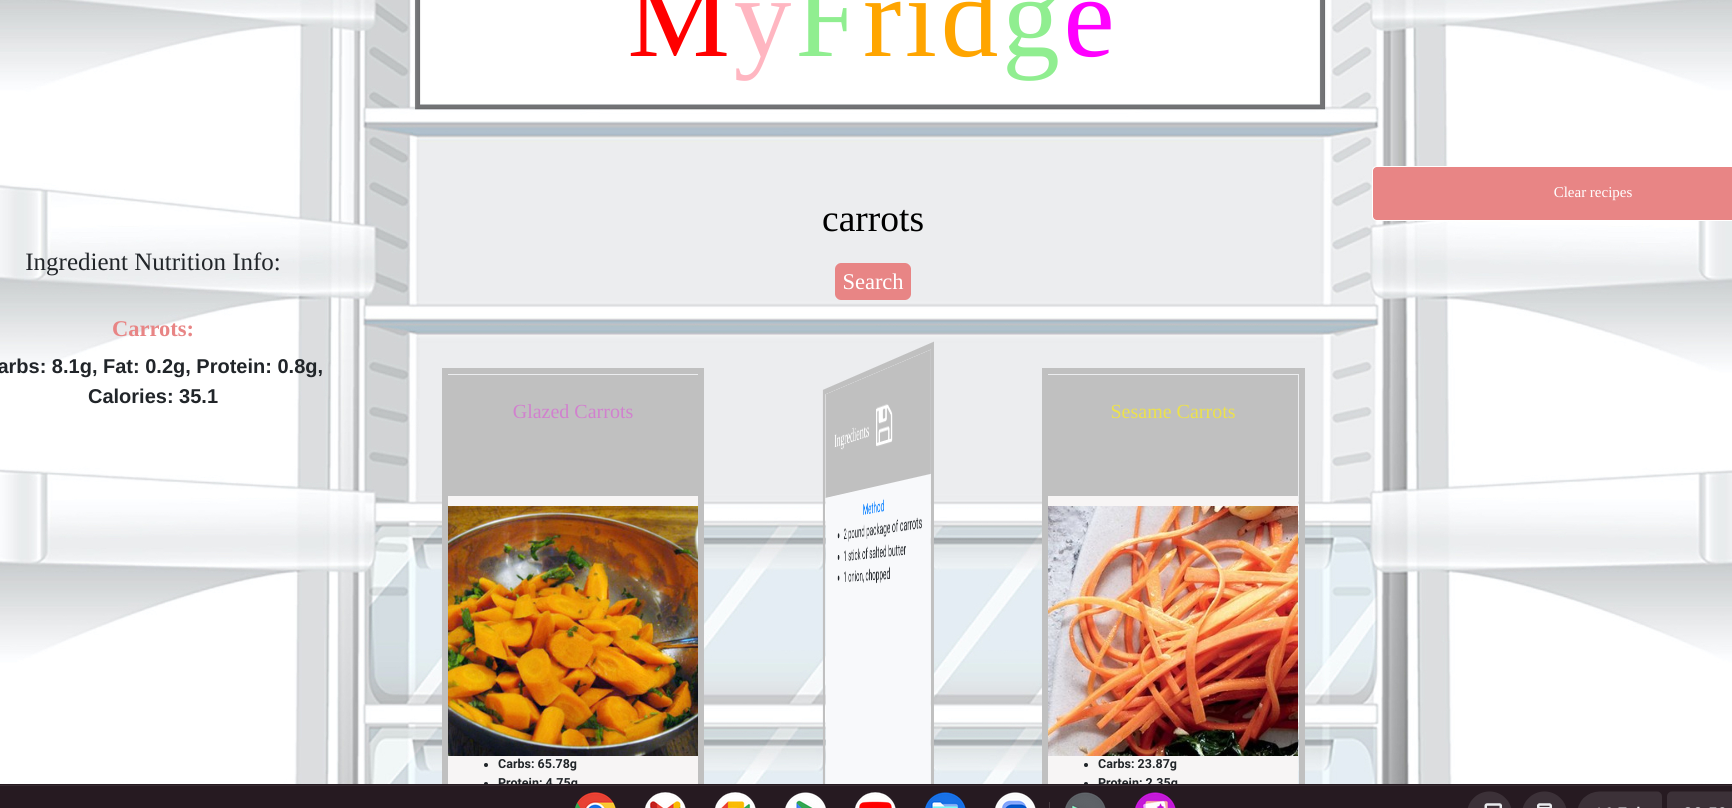 MyFridge
Clear recipes
carrots
Search
Ingredient Nutrition Info:
Carrots:
arbs: 8.1g, Fat: 0.2g, Protein: 0.8g,
Calories: 35.1
Glazed Carrots
Carbs: 65.78g
Protein: 4.75g
Ingredients
Method
2 pound package of carrots
1 stick of salted butter
1 onion, chopped
Sesame Carrots
Carbs: 23.87g
Protein: 2.35g